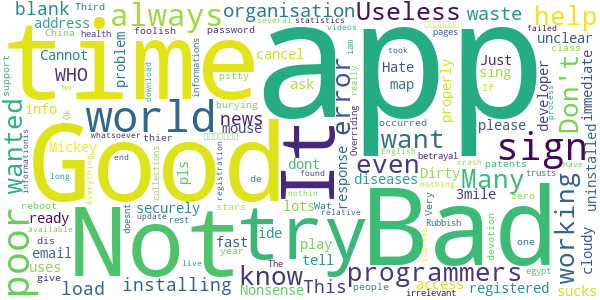 blank
Third
always
organisation
Useless
waste
several
statistics
help
China
health
foolish
password
videos
pages
failed
address
Cannot
WHO
problem
informations
cancel
pitty
iam
really
Hate
took
map
Just
sing
If
unclear
class
immediate
time
app
support
info
download
No
ask
error
Overriding
properly
developer
Don't
world
news
burying
occurred
please
uninstalled
wanted
Mickey
Ok
whatsoever
thier
mouse
It
want
sign
Good
registration
response
dont
even
English
betrayal
crash
patents
informationis
long
Everything
end
collections
pls
de
found
diseases
Dirty
nothing
Many
process
Have
trusts
working
poor
reboot
ready
available
Not
doesnt
securely
stars
lots
nothin
Wat
try
Bad
Very
Rubbish
3mile
zero
cloudy
dis
update
rest
fast
year
ide
play
relative
tell
programmers
devotion
one
egypt
uses
email
give
live
know
The
This
people
access
registered
load
installing
Nonsense
irrelevant
sucks